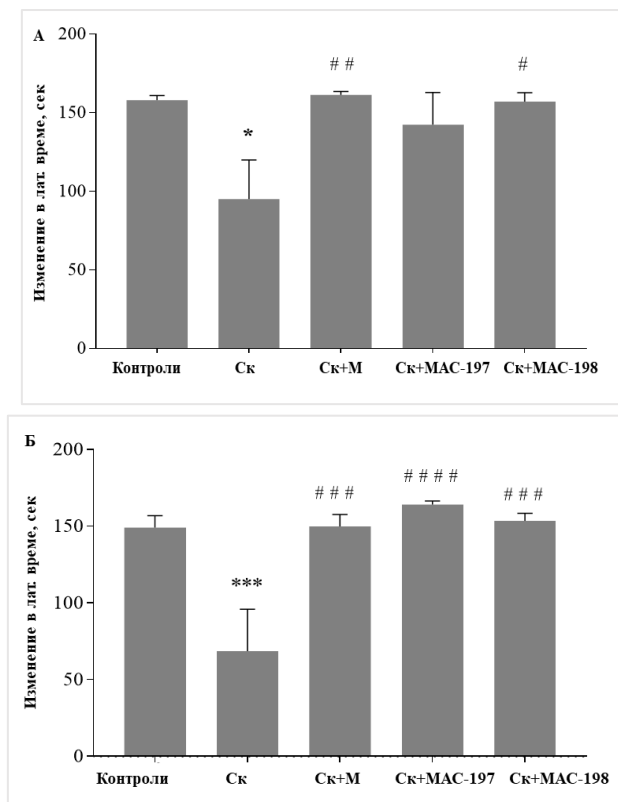 А
Изменение в лат. време, сек
200
150
100
50
0
*
# #
#
Контроли Ск Ск+М Ск+МАС-197 Ск+МАС-198
Б
Изменение в лат. време, сек
200
150
100
50
0
***
# # #
# # # #
# # #
Контроли Ск Ск+М Ск+МАС-197 Ск+МАС-198